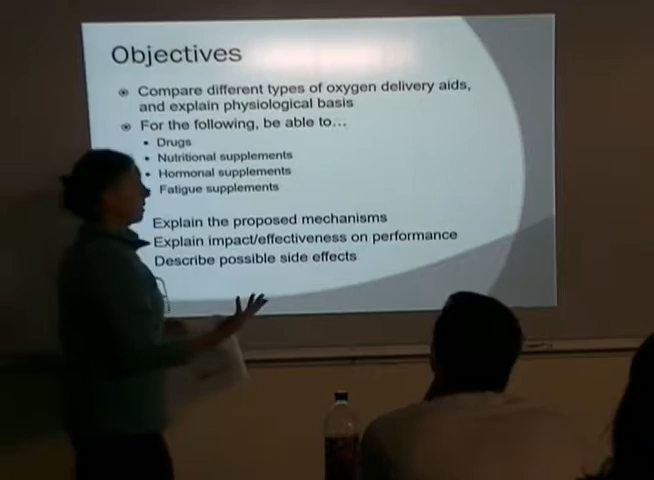 Objectives
Compare different types of oxygen delivery aids,
and explain physiological basis
For the following, be able to...
Drugs
Nutritional supplements
Hormonal supplements
Fatigue supplements
Explain the proposed mechanisms
Explain impact/effectiveness on performance
Describe possible side effects